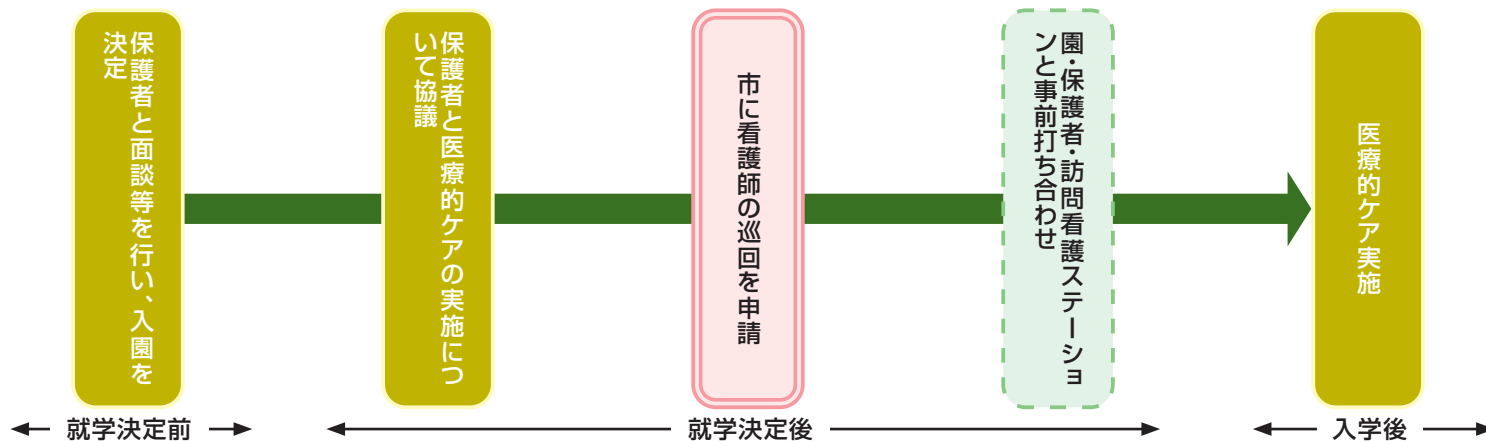 保護者と面談等を行い、入園を
決定
保護者と医療的ケアの実施につ
いて協議
市に看護師の巡回を申請
園・保護者・訪問看護ステーショ
ンと事前打ち合わせ
医療的ケア実施
就学決定前
就学決定後
入学後